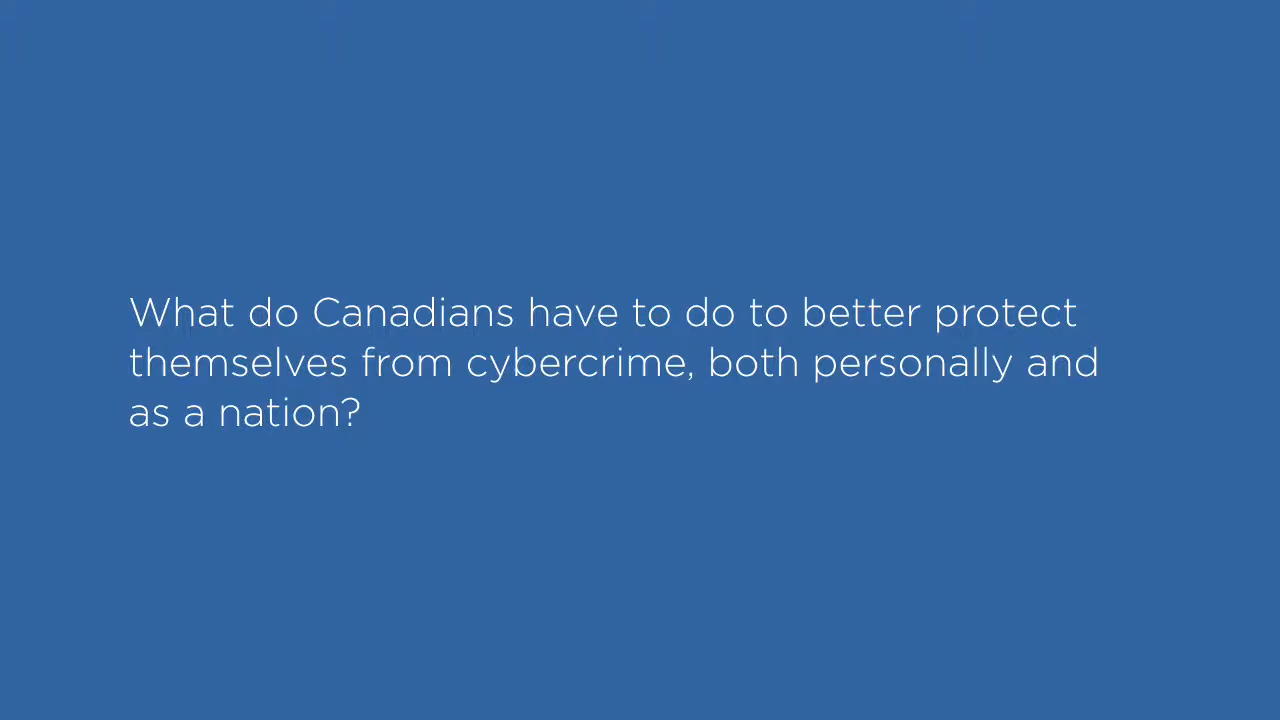 What do Canadians have to do to better protect
themselves from cybercrime, both personally and
as a nation?